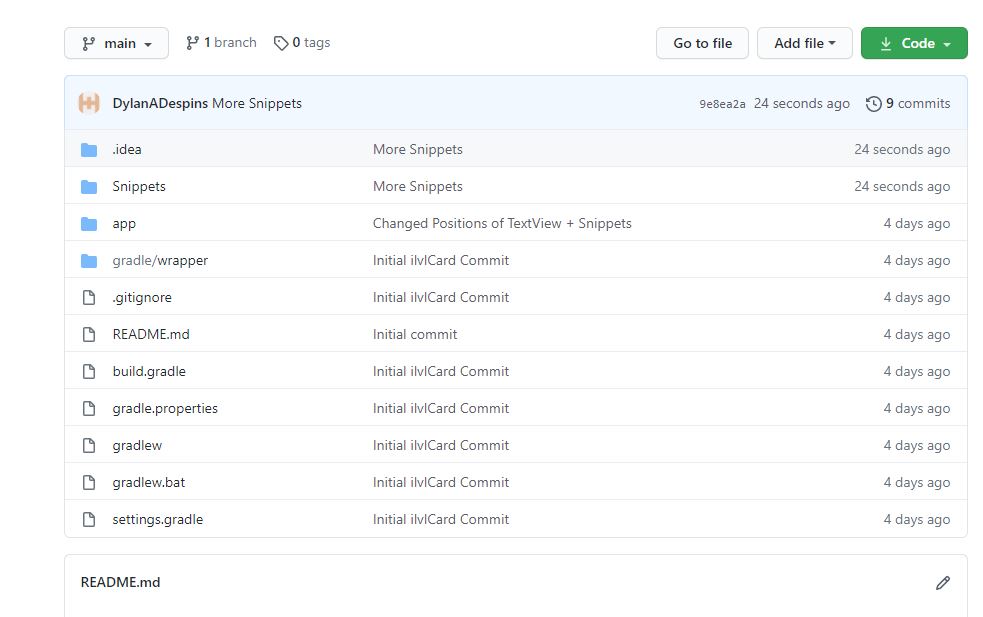 main 1 branch 0 tags Go to file Add file Code
DylanADespins More Snippets 9e8ea2a 24 seconds ago 9 commits
.idea More Snippets 24 seconds ago
Snippets More Snippets 24 seconds ago
app Changed Positions of TextView + Snippets 4 days ago
gradle/wrapper Initial ilvlCard Commit 4 days ago
.gitignore Initial ilvlCard Commit 4 days ago
README.md Initial commit 4 days ago
build.gradle Initial ilvlCard Commit 4 days ago
gradle.properties Initial ilvlCard Commit 4 days ago
gradlew Initial ilvlCard Commit 4 days ago
gradlew.bat Initial ilvlCard Commit 4 days ago
settings.gradle Initial ilvlCard Commit 4 days ago
README.md